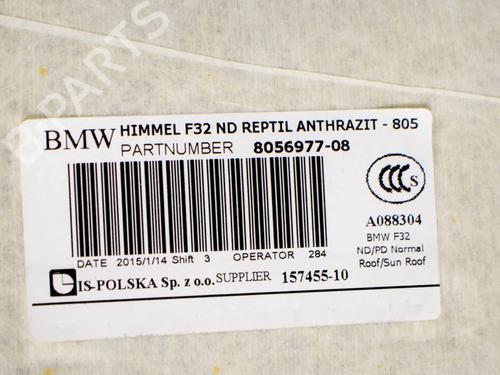 BMW HIMMEL F32 ND REPTIL ANTHRAZIT - 805
PARTNUMBER 8056977-08
CCC S
A088304
BMW F32
ND/PD Normal
Roof/Sun Roof
DATE 2015/1/14 Shift 3 OPERATOR 284
IS-POLSKA Sp. z o.o. SUPPLIER 157455-10